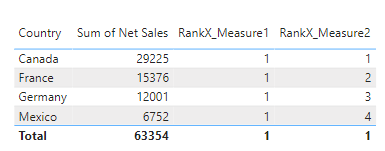 Country Sum of Net Sales RankX_Measure1 RankX_Measure2
Canada 29225 1 1
France 15376 1 2
Germany 12001 1 3
Mexico 6752 1 4
Total 63354 1 1